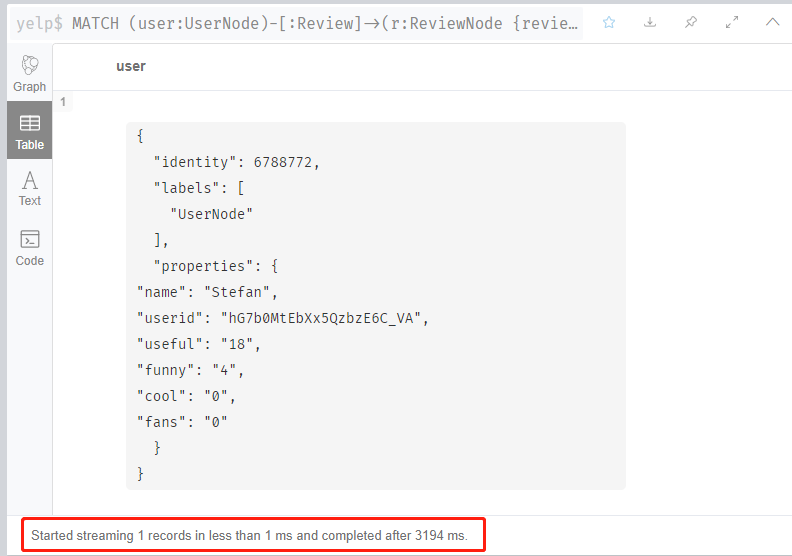 yelp$ MATCH (user:UserNode)-[:Review]→(r:ReviewNode {revie…
Graph
Table
Text
Code
user
1
{
"identity": 6788772,
"labels": [
"UserNode"
],
"properties": {
"name": "Stefan",
"userid": "hG7b0MtEbXx5QzbzE6C_VA",
"useful": "18",
"funny": "4",
"cool": "0",
"fans": "0"
}
}
Started streaming 1 records in less than 1 ms and completed after 3194 ms.